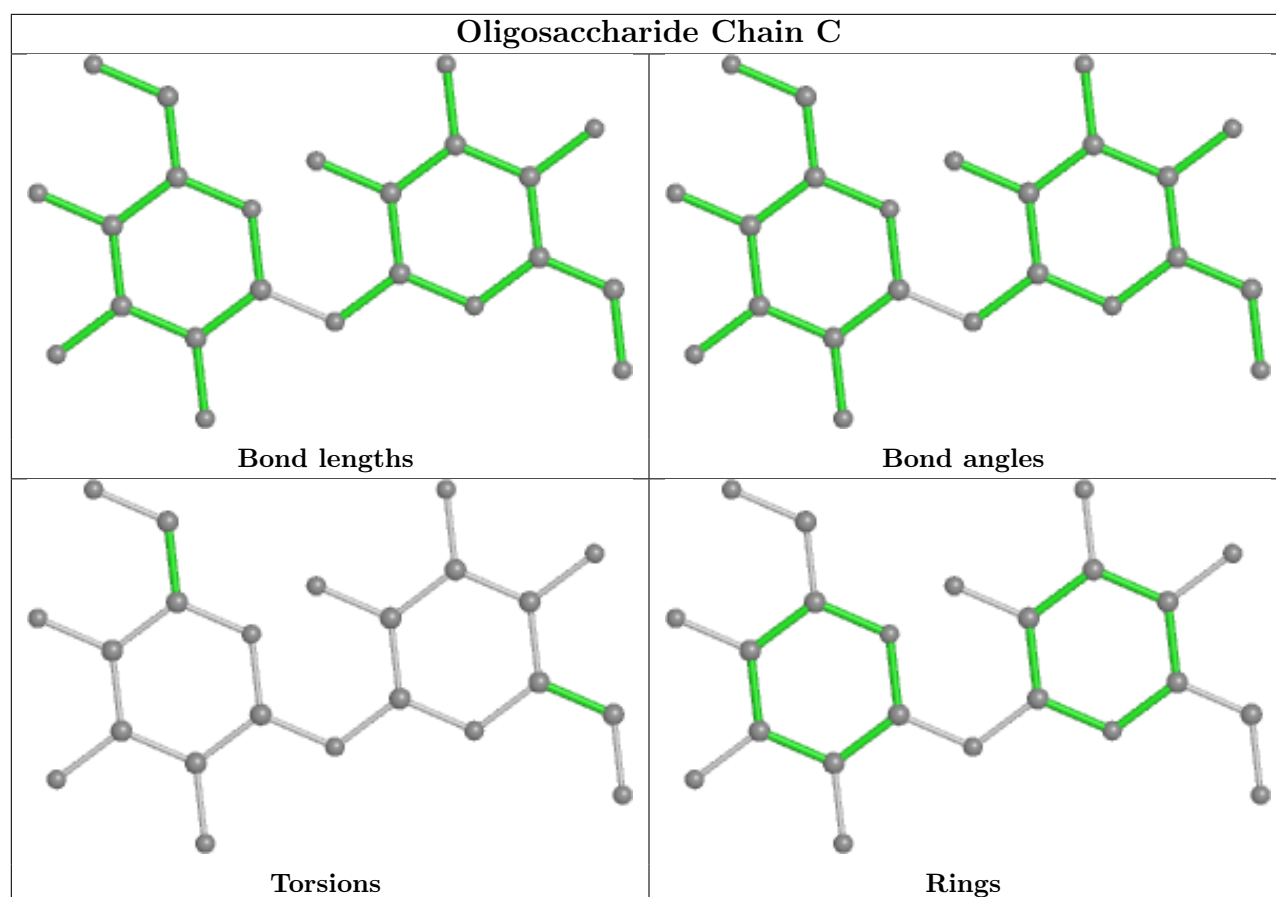 Oligosaccharide Chain C
Bond lengths
Bond angles
Torsions
Rings